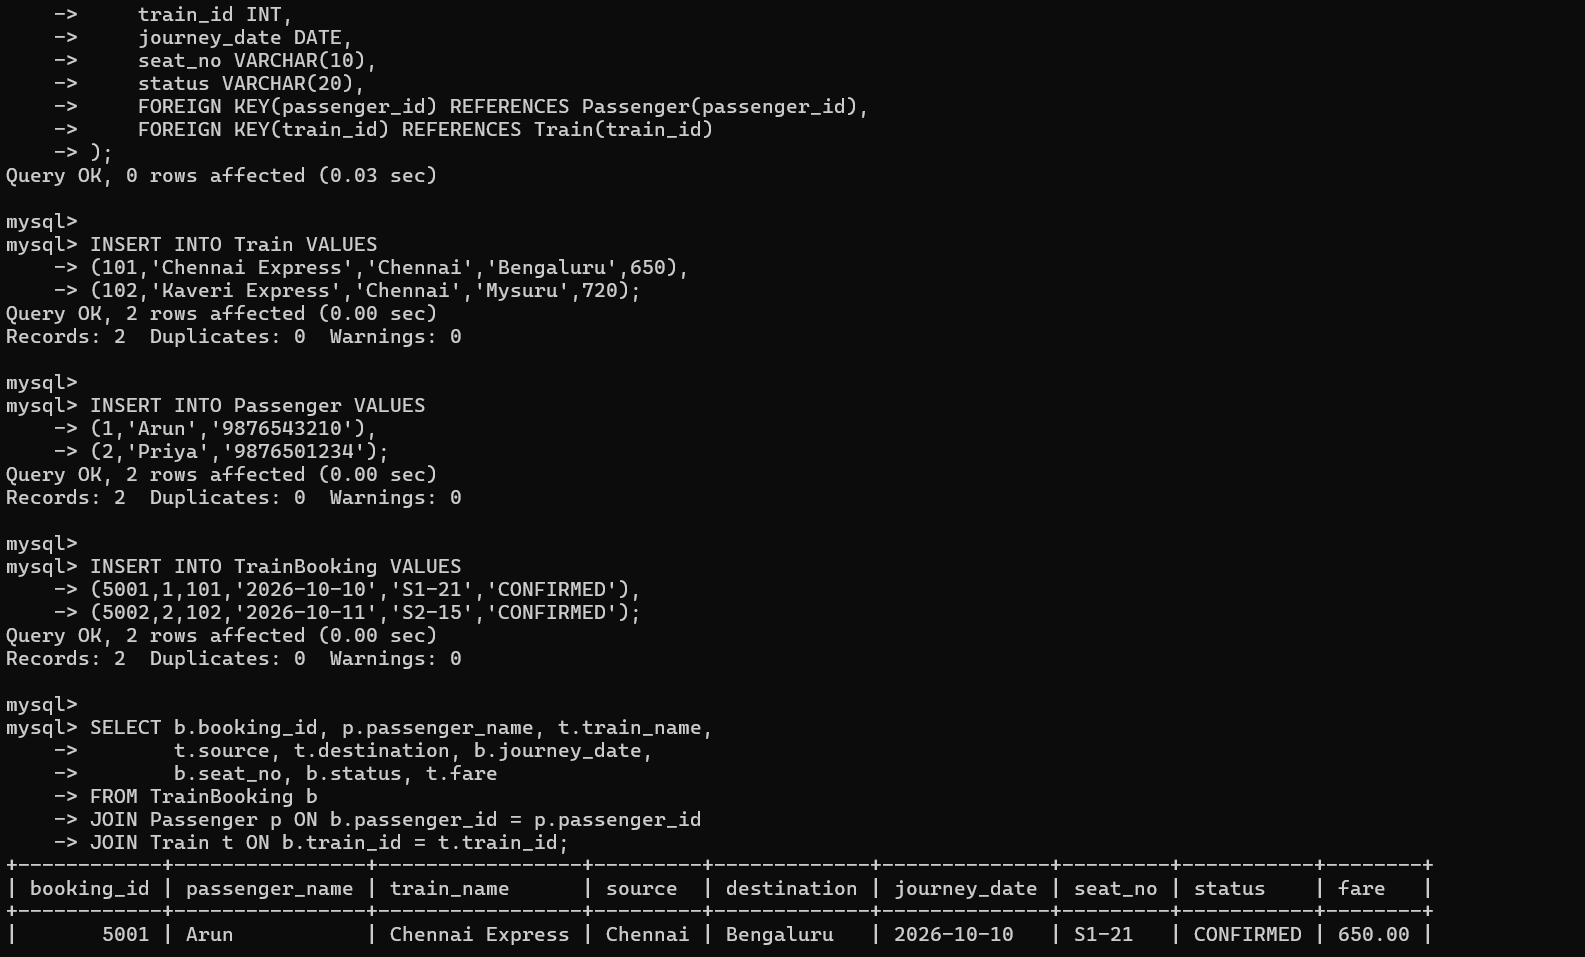 ->     train_id INT,
    ->     journey_date DATE,
    ->     seat_no VARCHAR(10),
    ->     status VARCHAR(20),
    ->     FOREIGN KEY(passenger_id) REFERENCES Passenger(passenger_id),
    ->     FOREIGN KEY(train_id) REFERENCES Train(train_id)
    -> );
Query OK, 0 rows affected (0.03 sec)

mysql>
mysql> INSERT INTO Train VALUES
    -> (101,'Chennai Express','Chennai','Bengaluru',650),
    -> (102,'Kaveri Express','Chennai','Mysuru',720);
Query OK, 2 rows affected (0.00 sec)
Records: 2  Duplicates: 0  Warnings: 0

mysql>
mysql> INSERT INTO Passenger VALUES
    -> (1,'Arun','9876543210'),
    -> (2,'Priya','9876501234');
Query OK, 2 rows affected (0.00 sec)
Records: 2  Duplicates: 0  Warnings: 0

mysql>
mysql> INSERT INTO TrainBooking VALUES
    -> (5001,1,101,'2026-10-10','S1-21','CONFIRMED'),
    -> (5002,2,102,'2026-10-11','S2-15','CONFIRMED');
Query OK, 2 rows affected (0.00 sec)
Records: 2  Duplicates: 0  Warnings: 0

mysql>
mysql> SELECT b.booking_id, p.passenger_name, t.train_name,
    ->        t.source, t.destination, b.journey_date,
    ->        b.seat_no, b.status, t.fare
    -> FROM TrainBooking b
    -> JOIN Passenger p ON b.passenger_id = p.passenger_id
    -> JOIN Train t ON b.train_id = t.train_id;
+------------+----------------+-----------------+---------+-------------+--------------+---------+-----------+--------+
| booking_id | passenger_name | train_name      | source  | destination | journey_date | seat_no | status    | fare   |
+------------+----------------+-----------------+---------+-------------+--------------+---------+-----------+--------+
|       5001 | Arun           | Chennai Express | Chennai | Bengaluru   | 2026-10-10   | S1-21   | CONFIRMED | 650.00 |